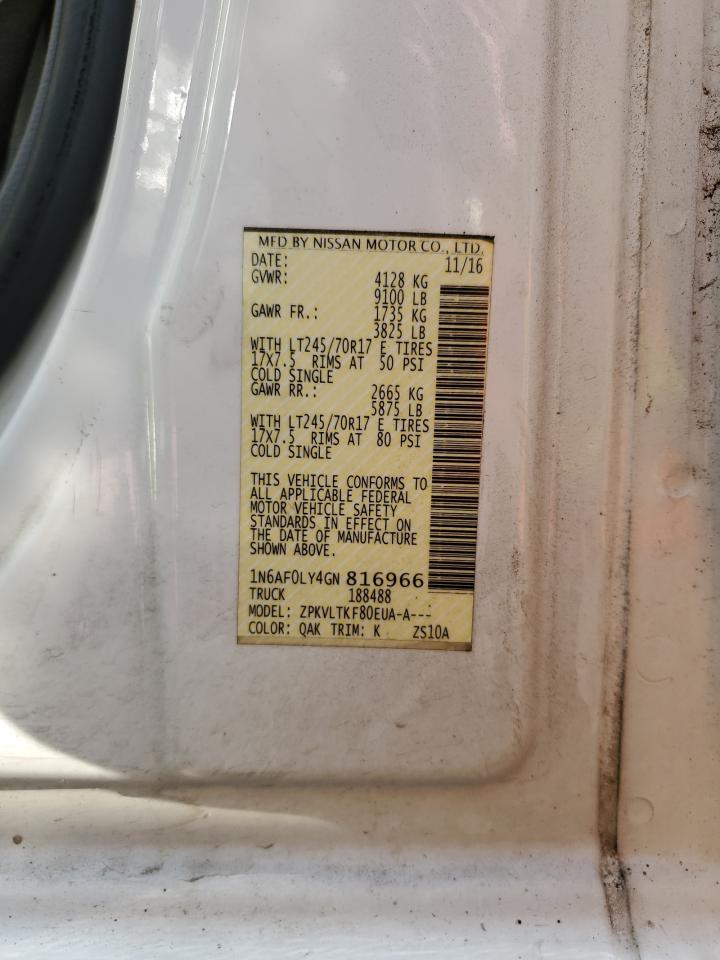 MFD BY NISSAN MOTOR CO., LTD.
DATE: 11/16
GVWR: 4128 KG
9100 LB
GAWR FR.: 1735 KG
3825 LB
WITH LT245/70R17 E TIRES
17X7.5 RIMS AT 50 PSI
COLD SINGLE
GAWR RR.: 2665 KG
5875 LB
WITH LT245/70R17 E TIRES
17X7.5 RIMS AT 80 PSI
COLD SINGLE
THIS VEHICLE CONFORMS TO
ALL APPLICABLE FEDERAL
MOTOR VEHICLE SAFETY
STANDARDS IN EFFECT ON
THE DATE OF MANUFACTURE
SHOWN ABOVE.
1N6AF0LY4GN 816966
TRUCK 188488
MODEL: ZPKVLTKF80EUA-A---
COLOR: QAK TRIM: K ZS10A